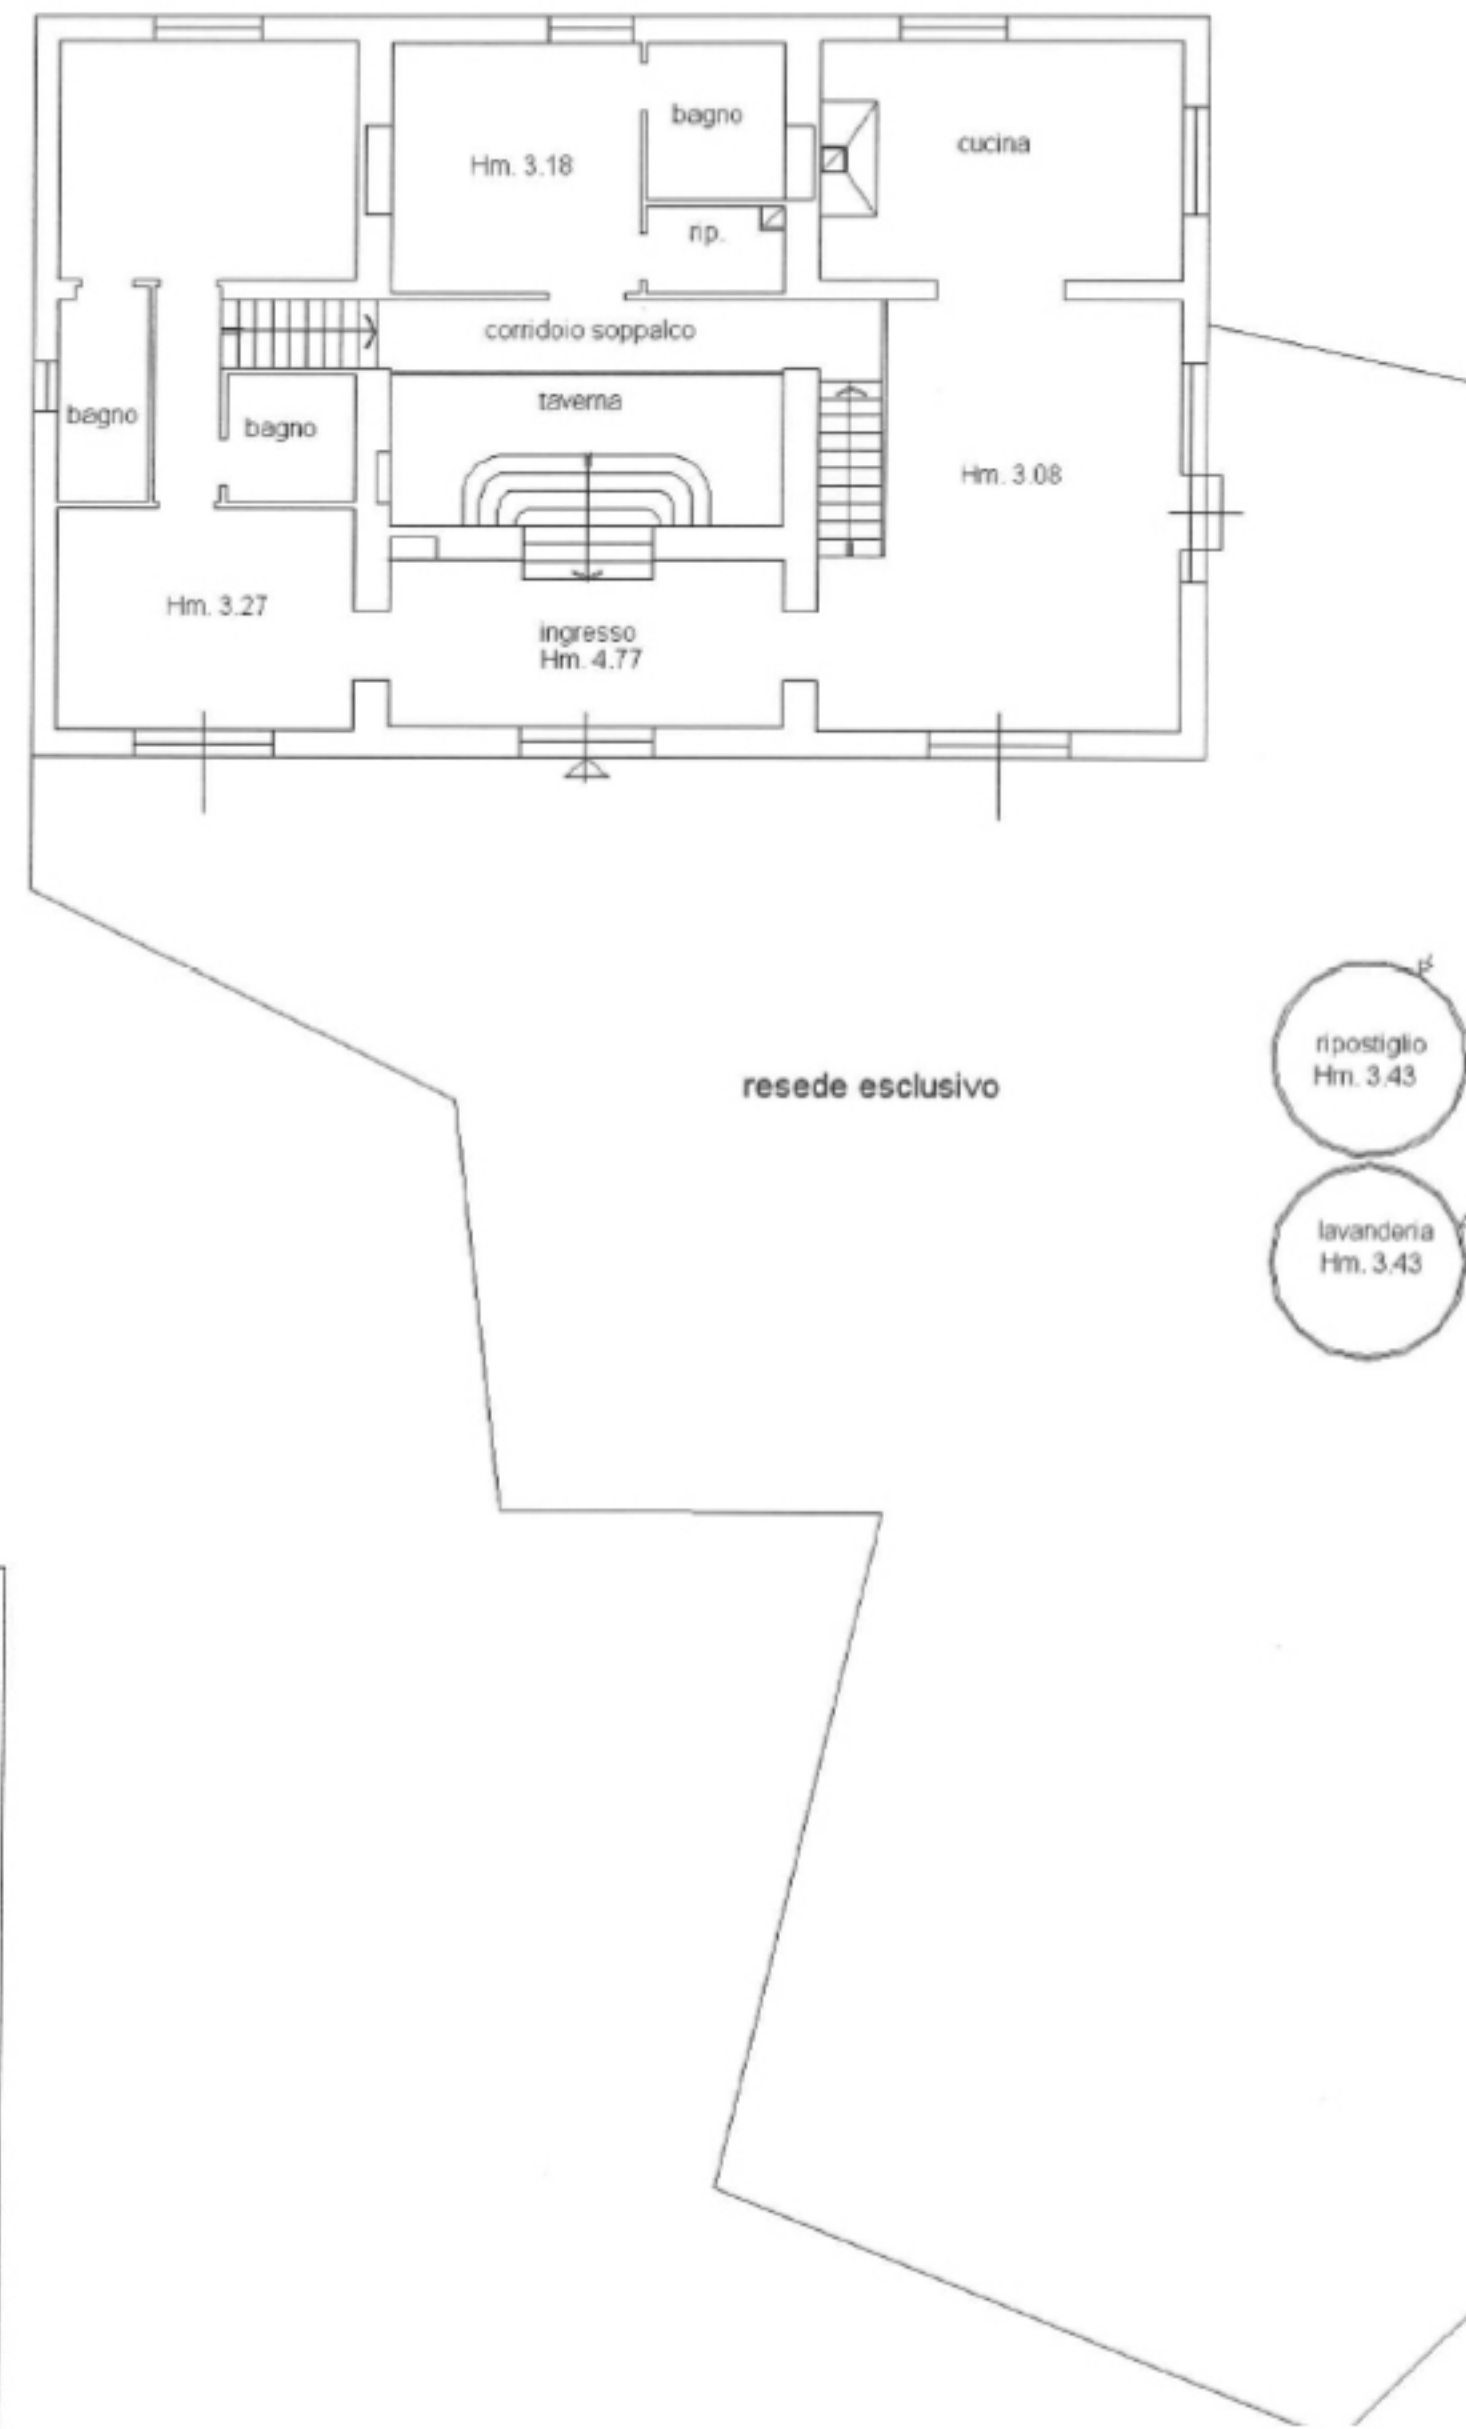 bagno
cucina
Hm. 3.18
rip.
corridoio soppalco
taverna
bagno
bagno
Hm. 3.08
Hm. 3.27
ingresso
Hm. 4.77
resede esclusivo
ripostiglio
Hm. 3.43
lavanderia
Hm. 3.43